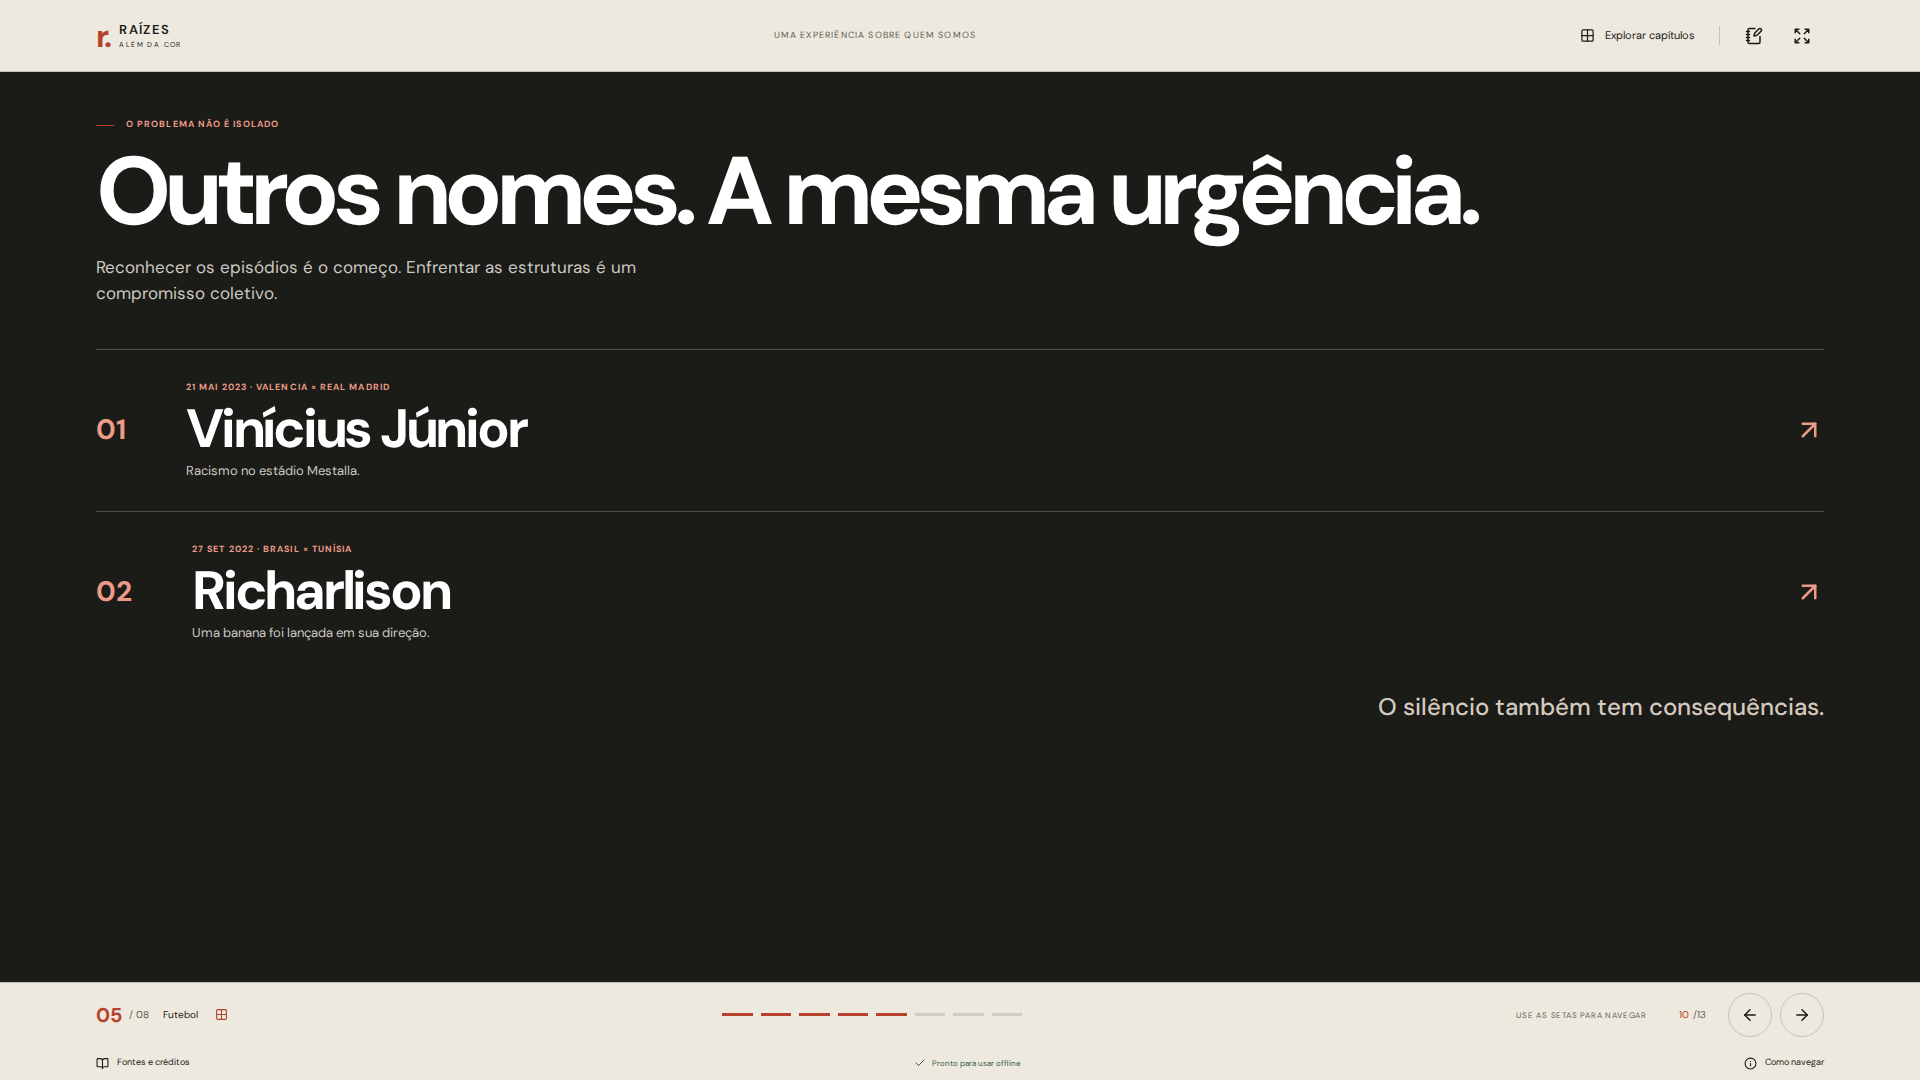 r. RAÍZES
ALÉM DA COR
UMA EXPERIÊNCIA SOBRE QUEM SOMOS
Explorar capítulos
O PROBLEMA NÃO É ISOLADO
Outros nomes. A mesma urgência.
Reconhecer os episódios é o começo. Enfrentar as estruturas é um
compromisso coletivo.
21 MAI 2023 · VALENCIA × REAL MADRID
01
Vinícius Júnior
Racismo no estádio Mestalla.
27 SET 2022 · BRASIL × TUNÍSIA
02
Richarlison
Uma banana foi lançada em sua direção.
O silêncio também tem consequências.
05 / 08 Futebol
USE AS SETAS PARA NAVEGAR
10 /13
Fontes e créditos
Pronto para usar offline
Como navegar